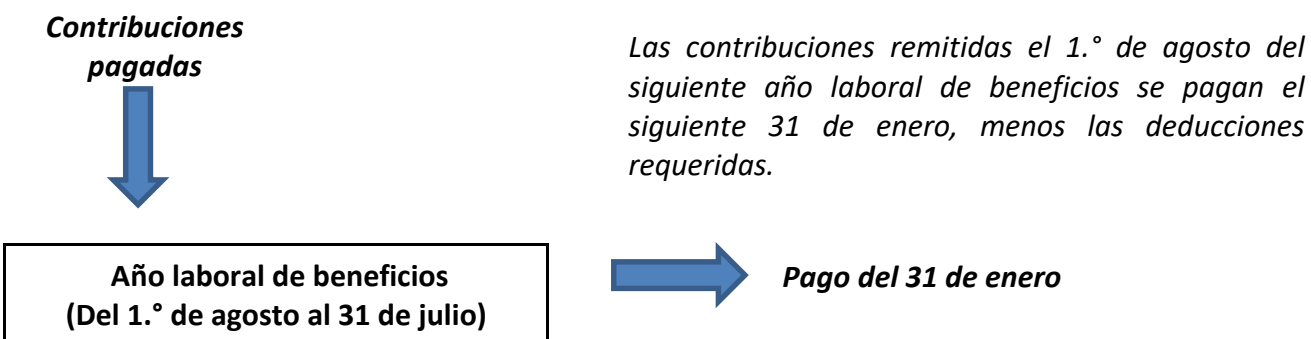 Contribuciones
pagadas
Las contribuciones remitidas el 1.° de agosto del
siguiente año laboral de beneficios se pagan el
siguiente 31 de enero, menos las deducciones
requeridas.
Año laboral de beneficios
(Del 1.° de agosto al 31 de julio)
Pago del 31 de enero